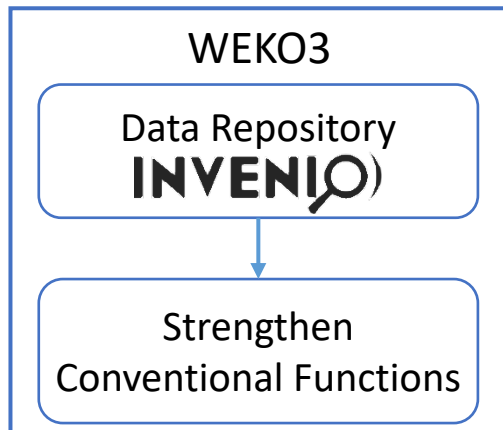 WEKO3
Data Repository
INVENIO
Strengthen
Conventional Functions